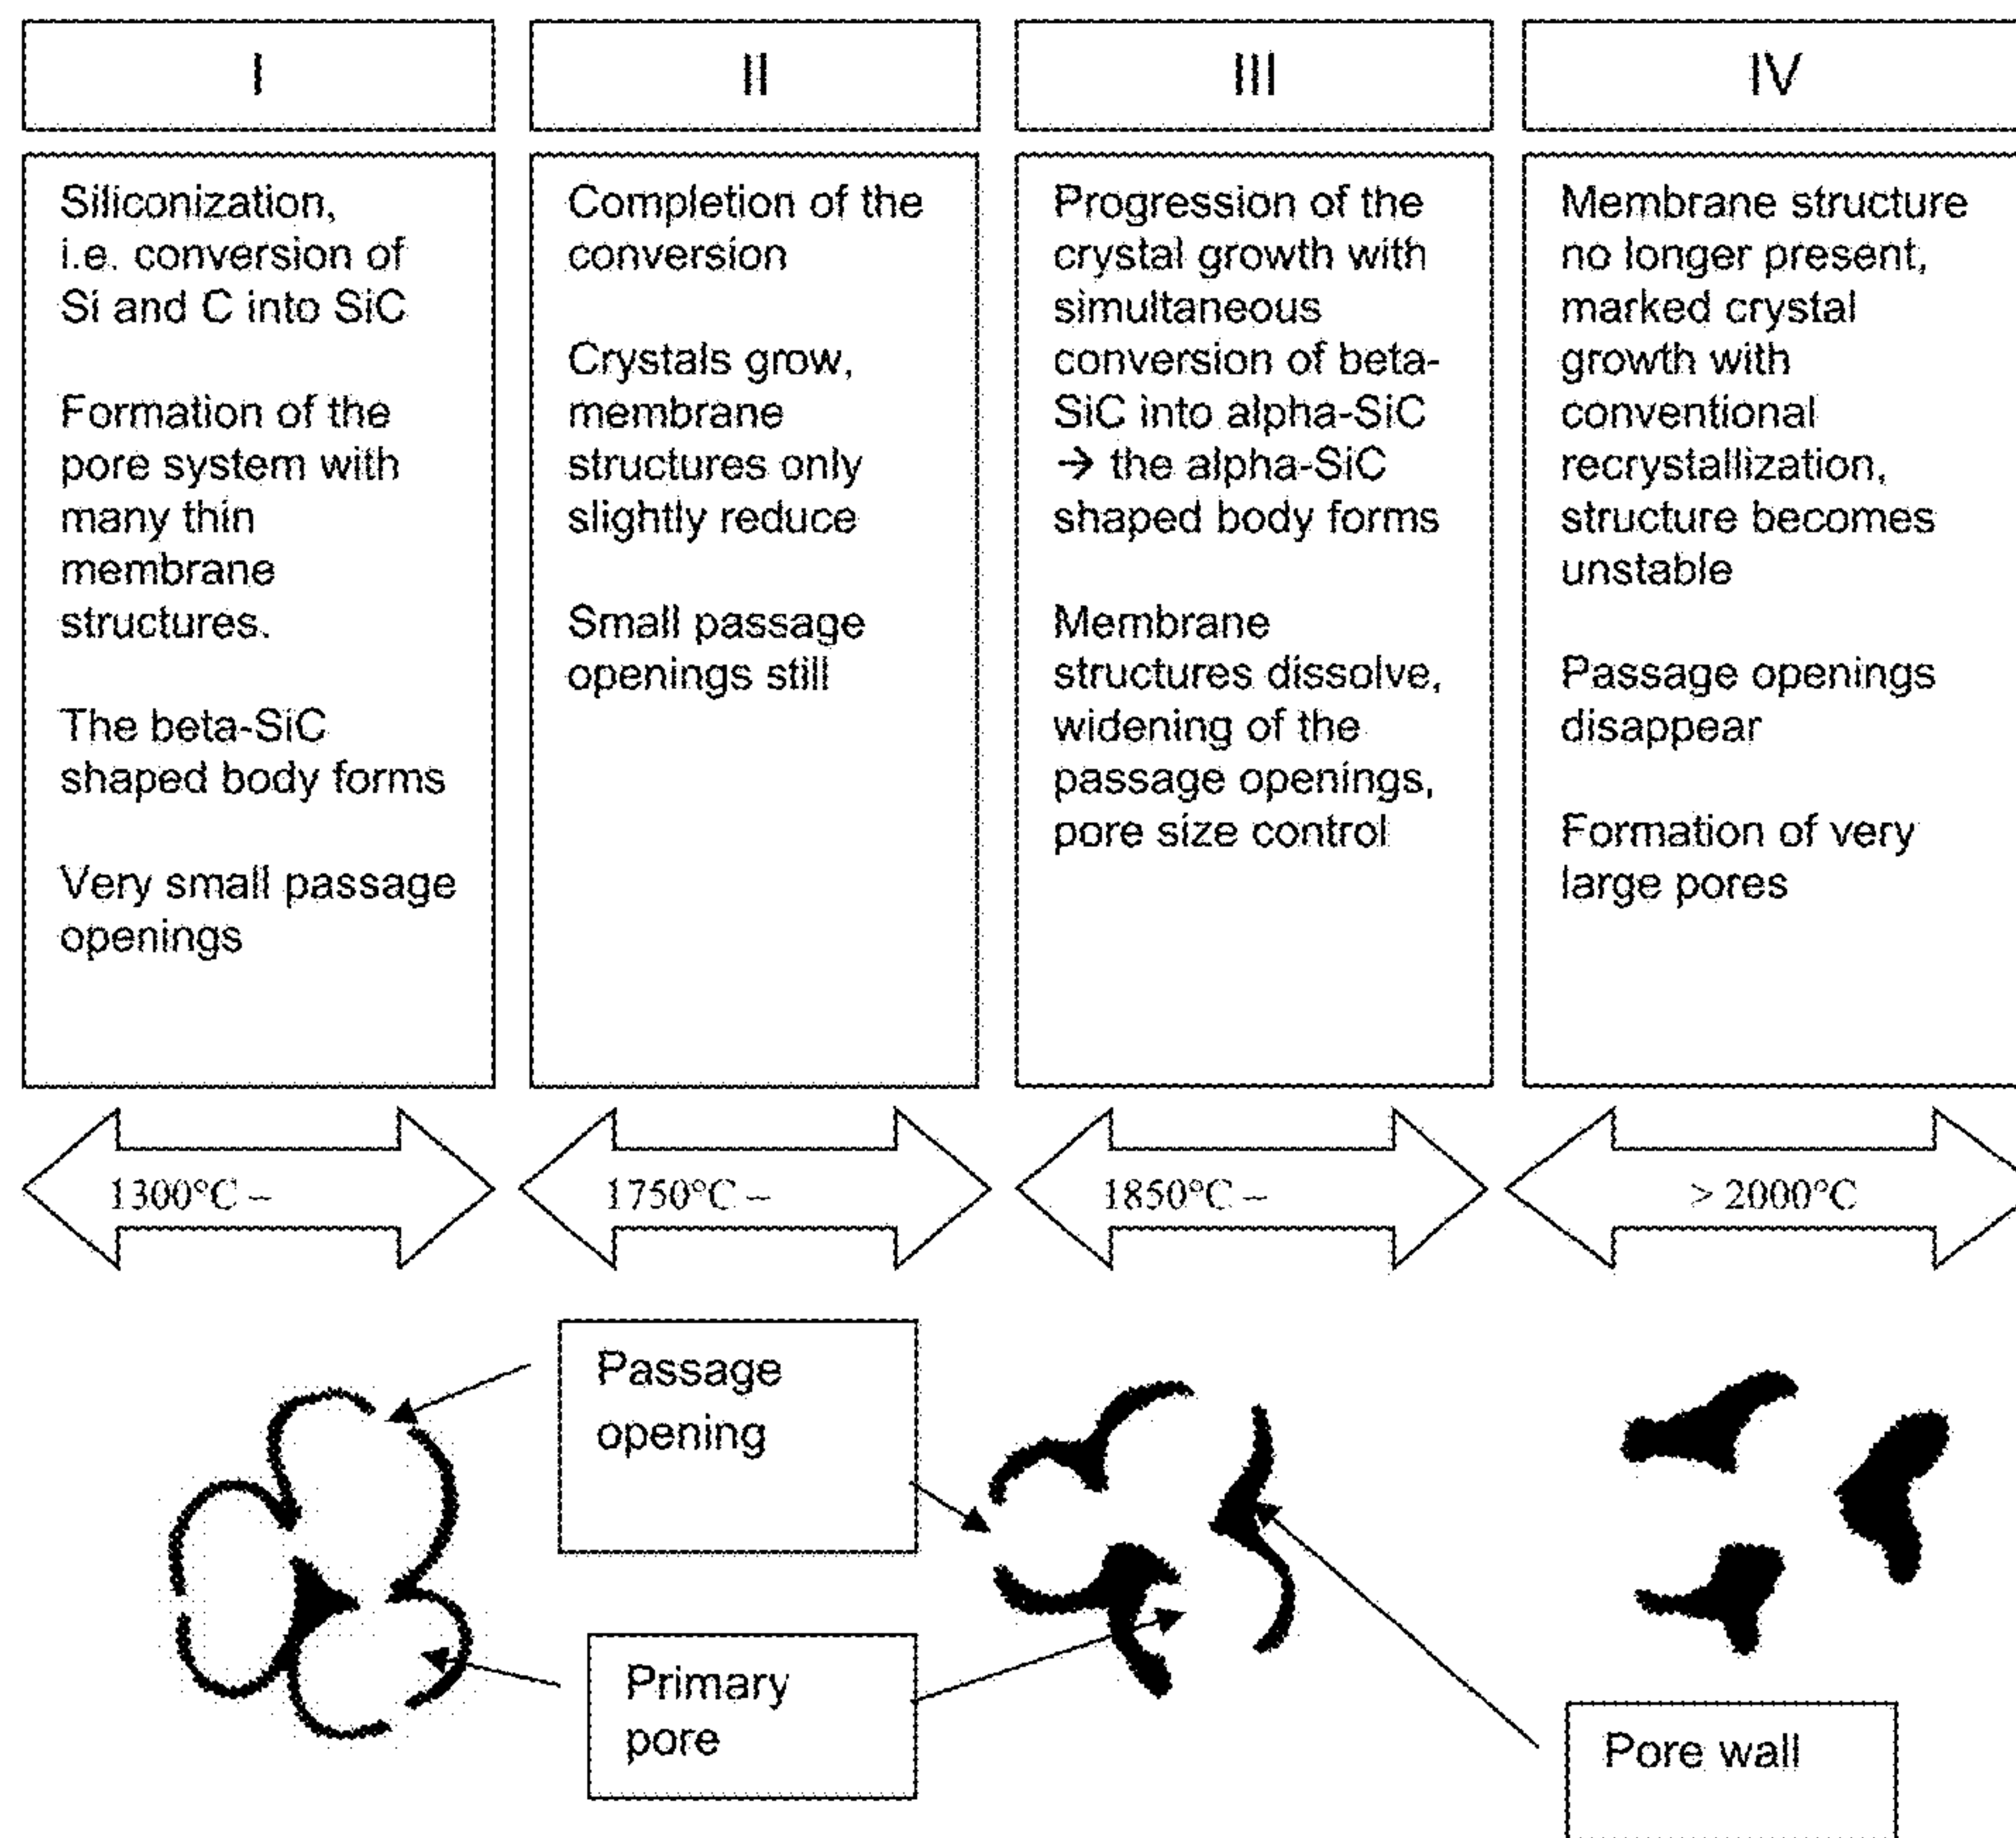 I
II
III
IV
Siliconization,
i.e. conversion of
Si and C into SiC
Formation of the
pore system with
many thin
membrane
structures.
The beta-SiC
shaped body forms
Very small passage
openings
Completion of the
conversion
Crystals grow,
membrane
structures only
slightly reduce
Small passage
openings still
Progression of the
crystal growth with
simultaneous
conversion of beta-
SiC into alpha-SiC
→ the alpha-SiC
shaped body forms
Membrane
structures dissolve,
widening of the
passage openings,
pore size control
Membrane structure
no longer present,
marked crystal
growth with
conventional
recrystallization,
structure becomes
unstable
Passage openings
disappear
Formation of very
large pores
1300°C –
1750°C –
1850°C –
> 2000°C
Passage
opening
Primary
pore
Pore wall